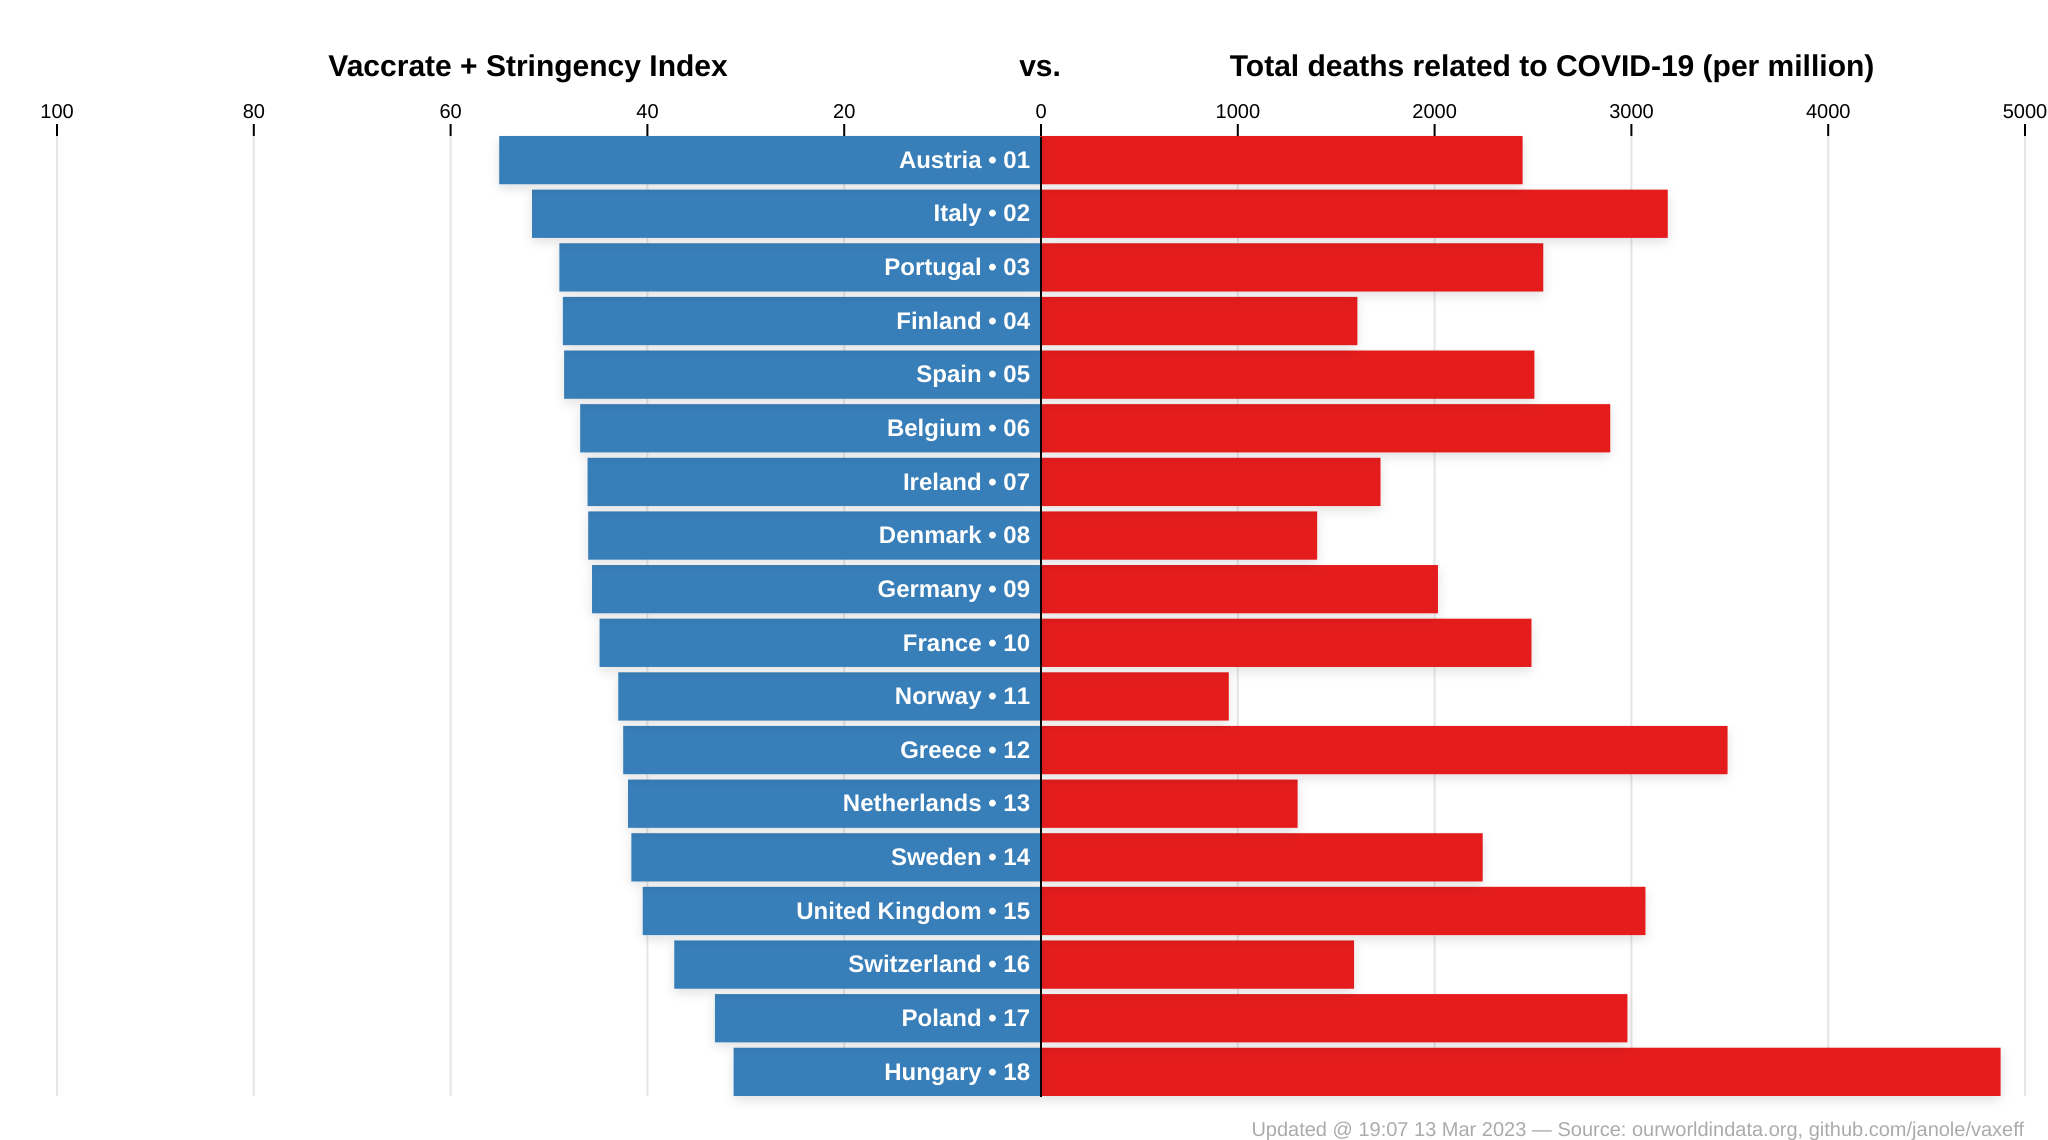 Vaccrate + Stringency Index vs. Total deaths related to COVID-19 (per million)
100 80 60 40 20 0 1000 2000 3000 4000 5000
Austria • 01
Italy • 02
Portugal • 03
Finland • 04
Spain • 05
Belgium • 06
Ireland • 07
Denmark • 08
Germany • 09
France • 10
Norway • 11
Greece • 12
Netherlands • 13
Sweden • 14
United Kingdom • 15
Switzerland • 16
Poland • 17
Hungary • 18
Updated @ 19:07 13 Mar 2023 — Source: ourworldindata.org, github.com/janole/vaxeff